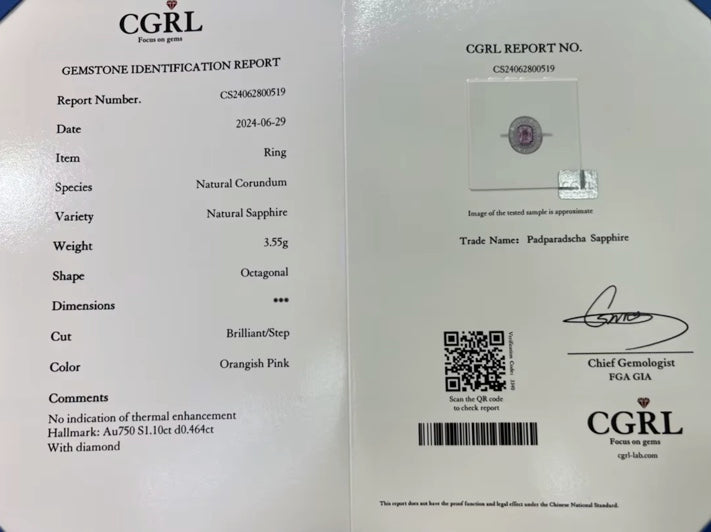 CGRL
Focus on gems
GEMSTONE IDENTIFICATION REPORT
Report Number. CS24062800519
Date 2024-06-29
Item Ring
Species Natural Corundum
Variety Natural Sapphire
Weight 3.55g
Shape Octagonal
Dimensions •••
Cut Brilliant/Step
Color Orangish Pink
Comments
No indication of thermal enhancement
Hallmark: Au750 S1.10ct d0.464ct
With diamond
CGRL REPORT NO.
CS24062800519
Image of the tested sample is approximate
Trade Name: Padparadscha Sapphire
Verification Code:
Scan the QR code
to check report
Chief Gemologist
FGA GIA
CGRL
Focus on gems
cgrl-lab.com
This report does not have the proof function and legal effect under the Chinese National Standard.